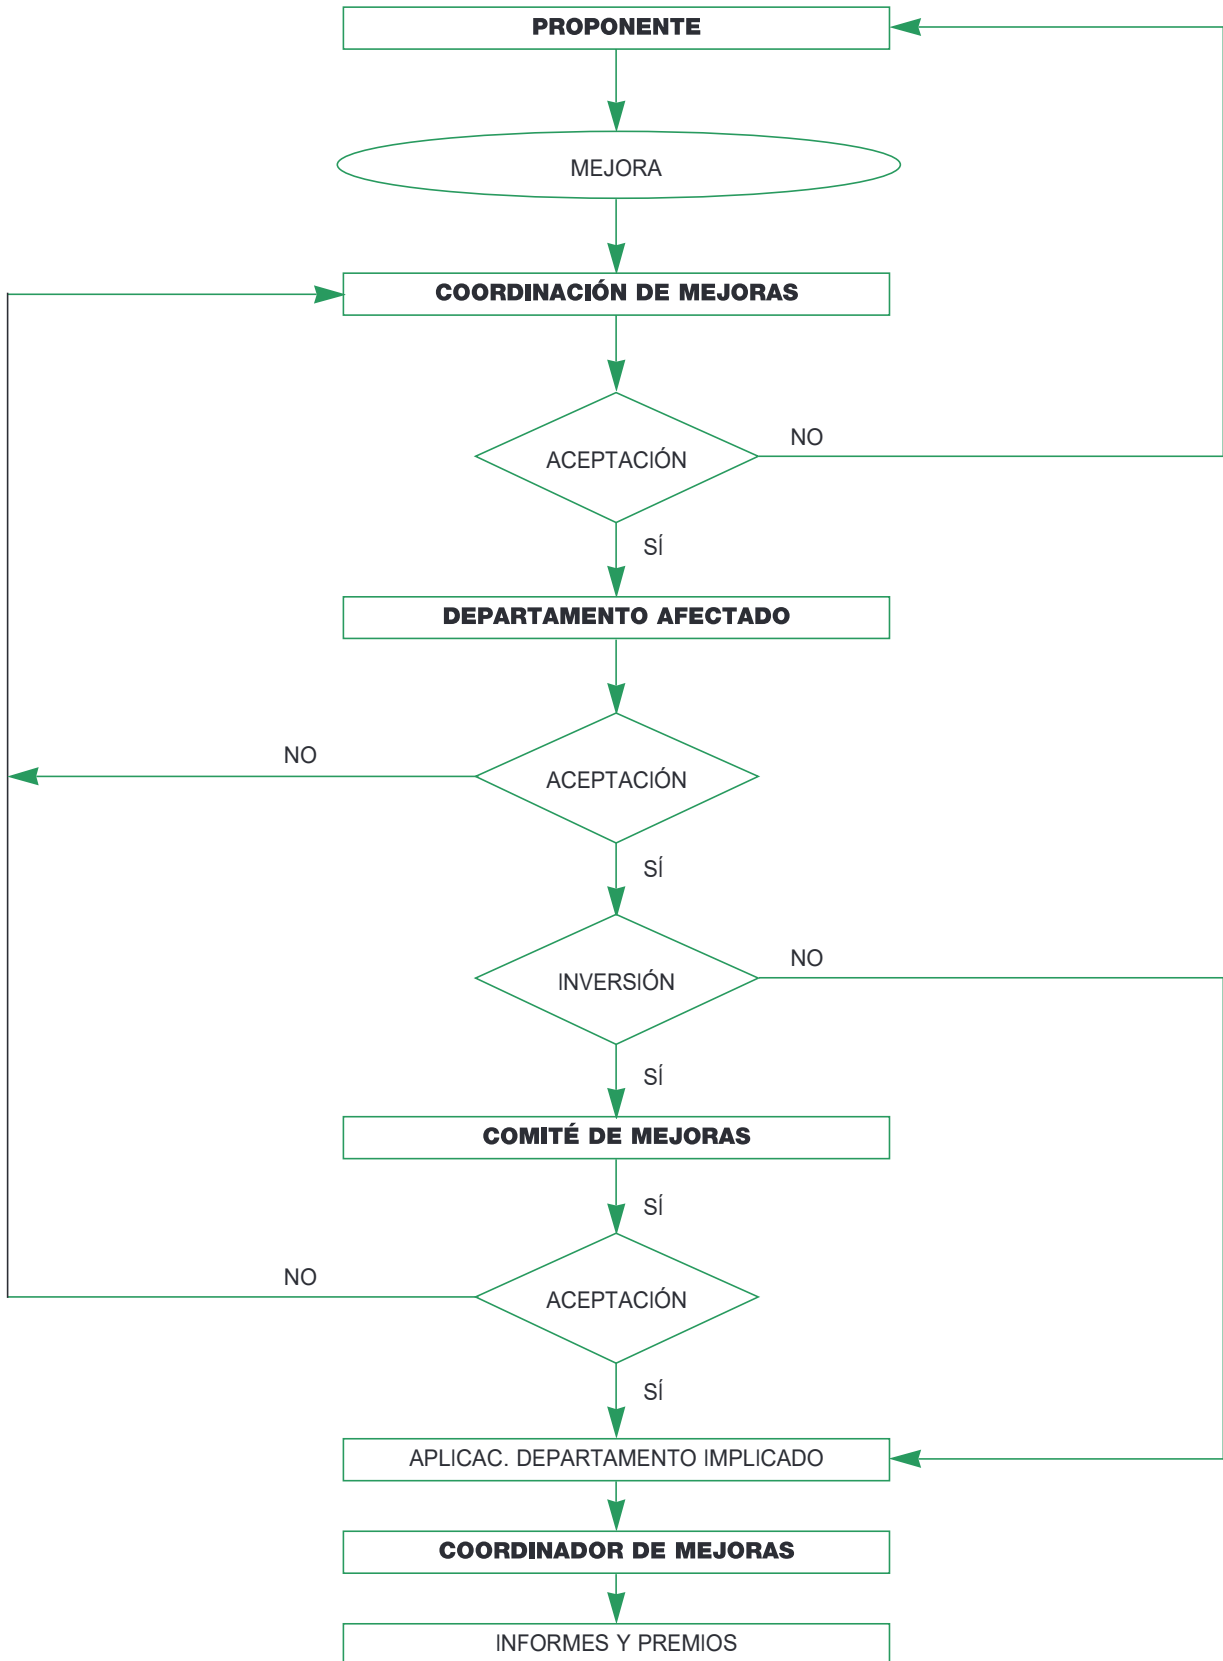 PROPONENTE
MEJORA
COORDINACIÓN DE MEJORAS
ACEPTACIÓN
NO
SÍ
DEPARTAMENTO AFECTADO
NO
ACEPTACIÓN
SÍ
INVERSIÓN
NO
SÍ
COMITÉ DE MEJORAS
SÍ
NO
ACEPTACIÓN
SÍ
APLICAC. DEPARTAMENTO IMPLICADO
COORDINADOR DE MEJORAS
INFORMES Y PREMIOS